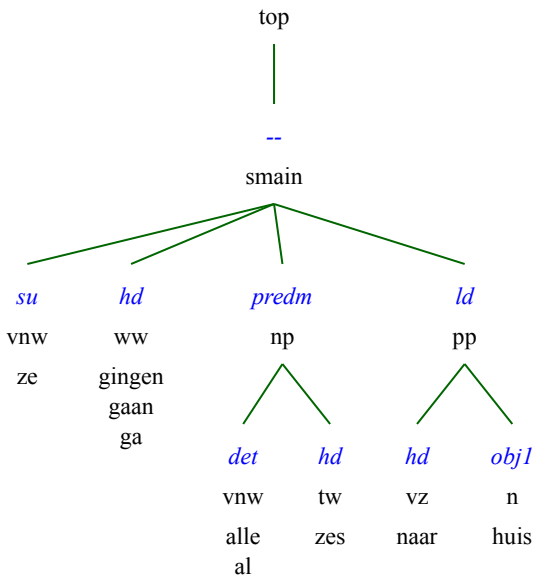 top
--
smain
su hd predm ld
vnw ww np pp
ze gingen
gaan
ga
det hd hd obj1
vnw tw vz n
alle zes naar huis
al